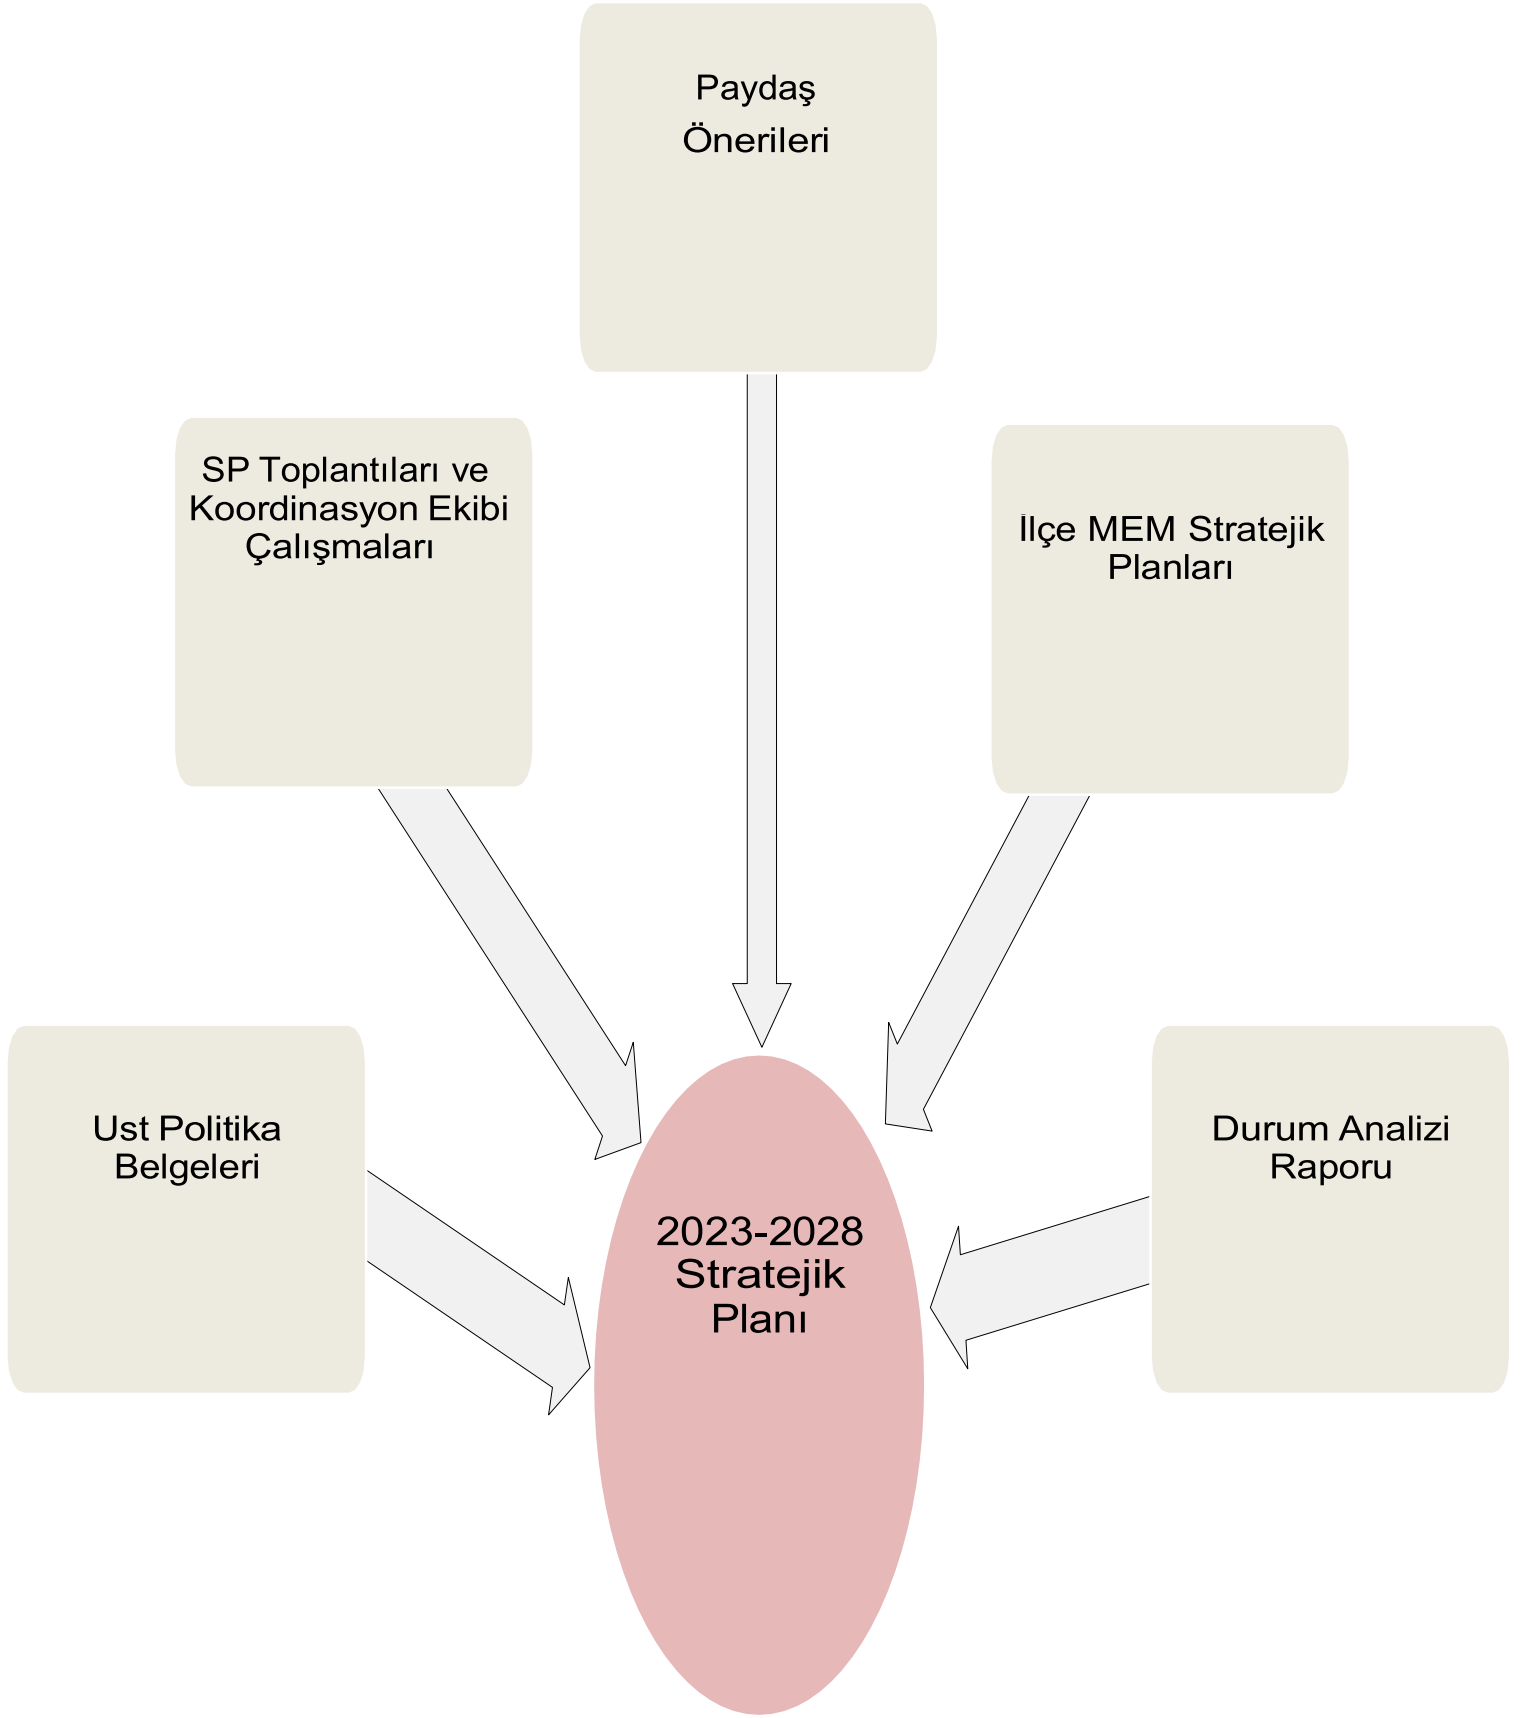 Paydaş
Önerileri
SP Toplantıları ve
Koordinasyon Ekibi
Çalışmaları
İlçe MEM Stratejik
Planları
Ust Politika
Belgeleri
Durum Analizi
Raporu
2023-2028
Stratejik
Planı